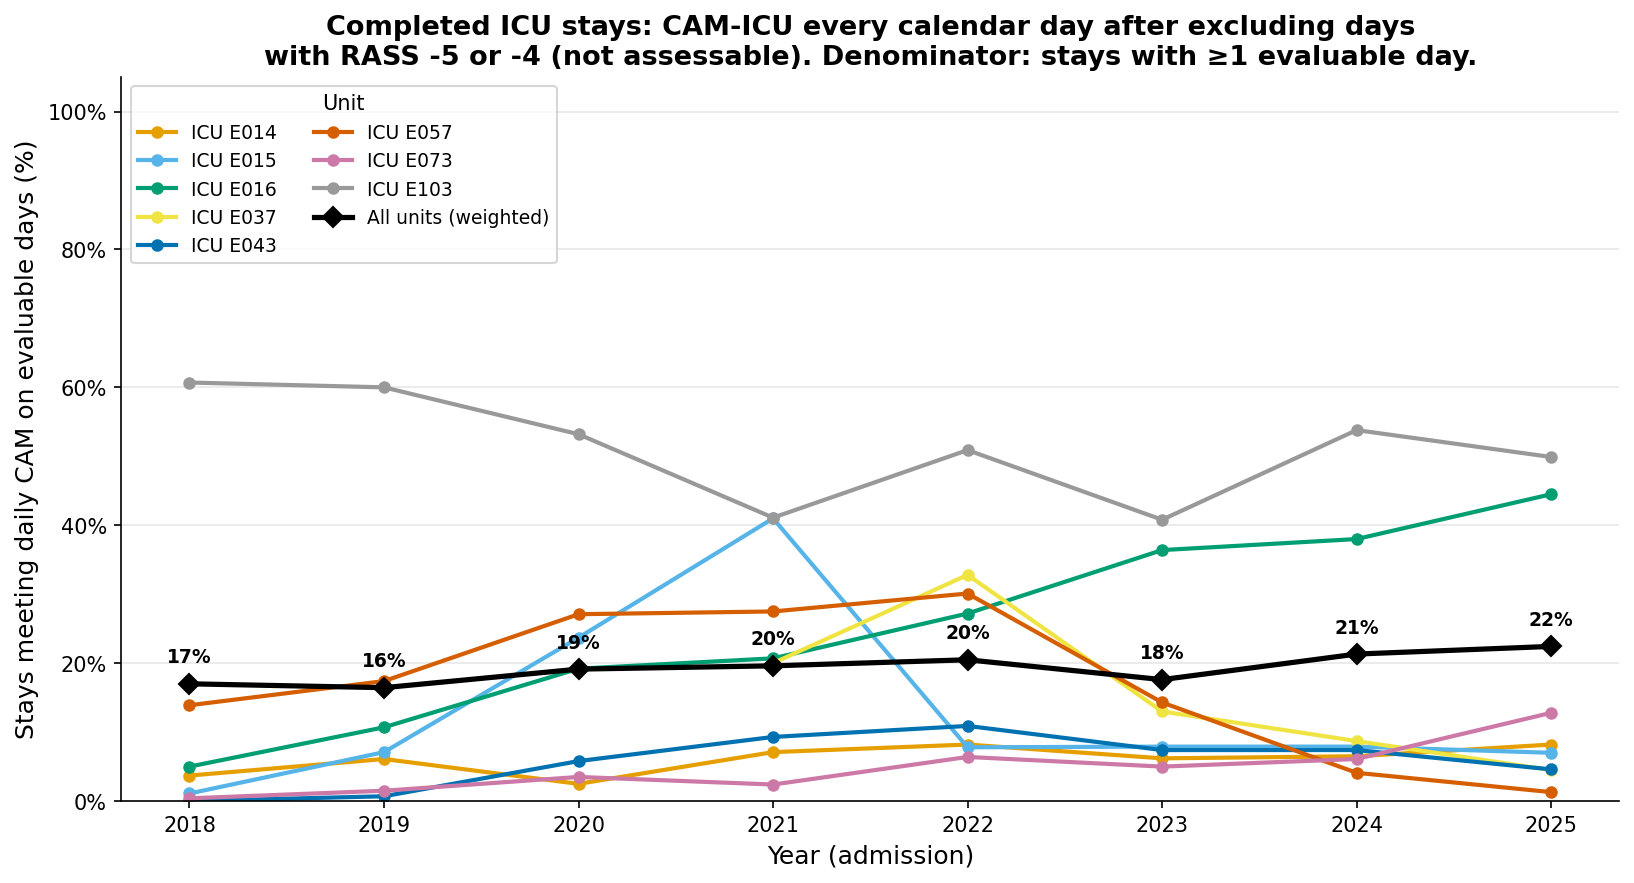 Completed ICU stays: CAM-ICU every calendar day after excluding days
with RASS -5 or -4 (not assessable). Denominator: stays with ≥1 evaluable day.
Unit
ICU E014
ICU E015
ICU E016
ICU E037
ICU E043
ICU E057
ICU E073
ICU E103
All units (weighted)
Stays meeting daily CAM on evaluable days (%)
100%
80%
60%
40%
20%
0%
17%
16%
19%
20%
20%
18%
21%
22%
2018
2019
2020
2021
2022
2023
2024
2025
Year (admission)